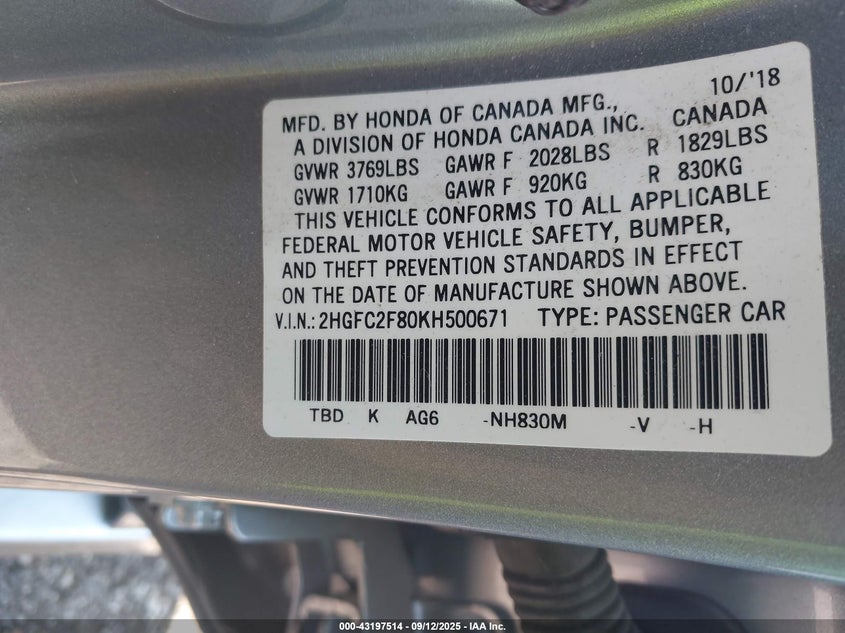 10/'18
MFD. BY HONDA OF CANADA MFG.,
A DIVISION OF HONDA CANADA INC. CANADA
GVWR 3769LBS GAWR F 2028LBS R 1829LBS
GVWR 1710KG GAWR F 920KG R 830KG
THIS VEHICLE CONFORMS TO ALL APPLICABLE
FEDERAL MOTOR VEHICLE SAFETY, BUMPER,
AND THEFT PREVENTION STANDARDS IN EFFECT
ON THE DATE OF MANUFACTURE SHOWN ABOVE.
V.I.N.: 2HGFC2F80KH500671 TYPE: PASSENGER CAR
TBD K AG6 -NH830M -V -H
000-43197514 - 09/12/2025 - IAA Inc.